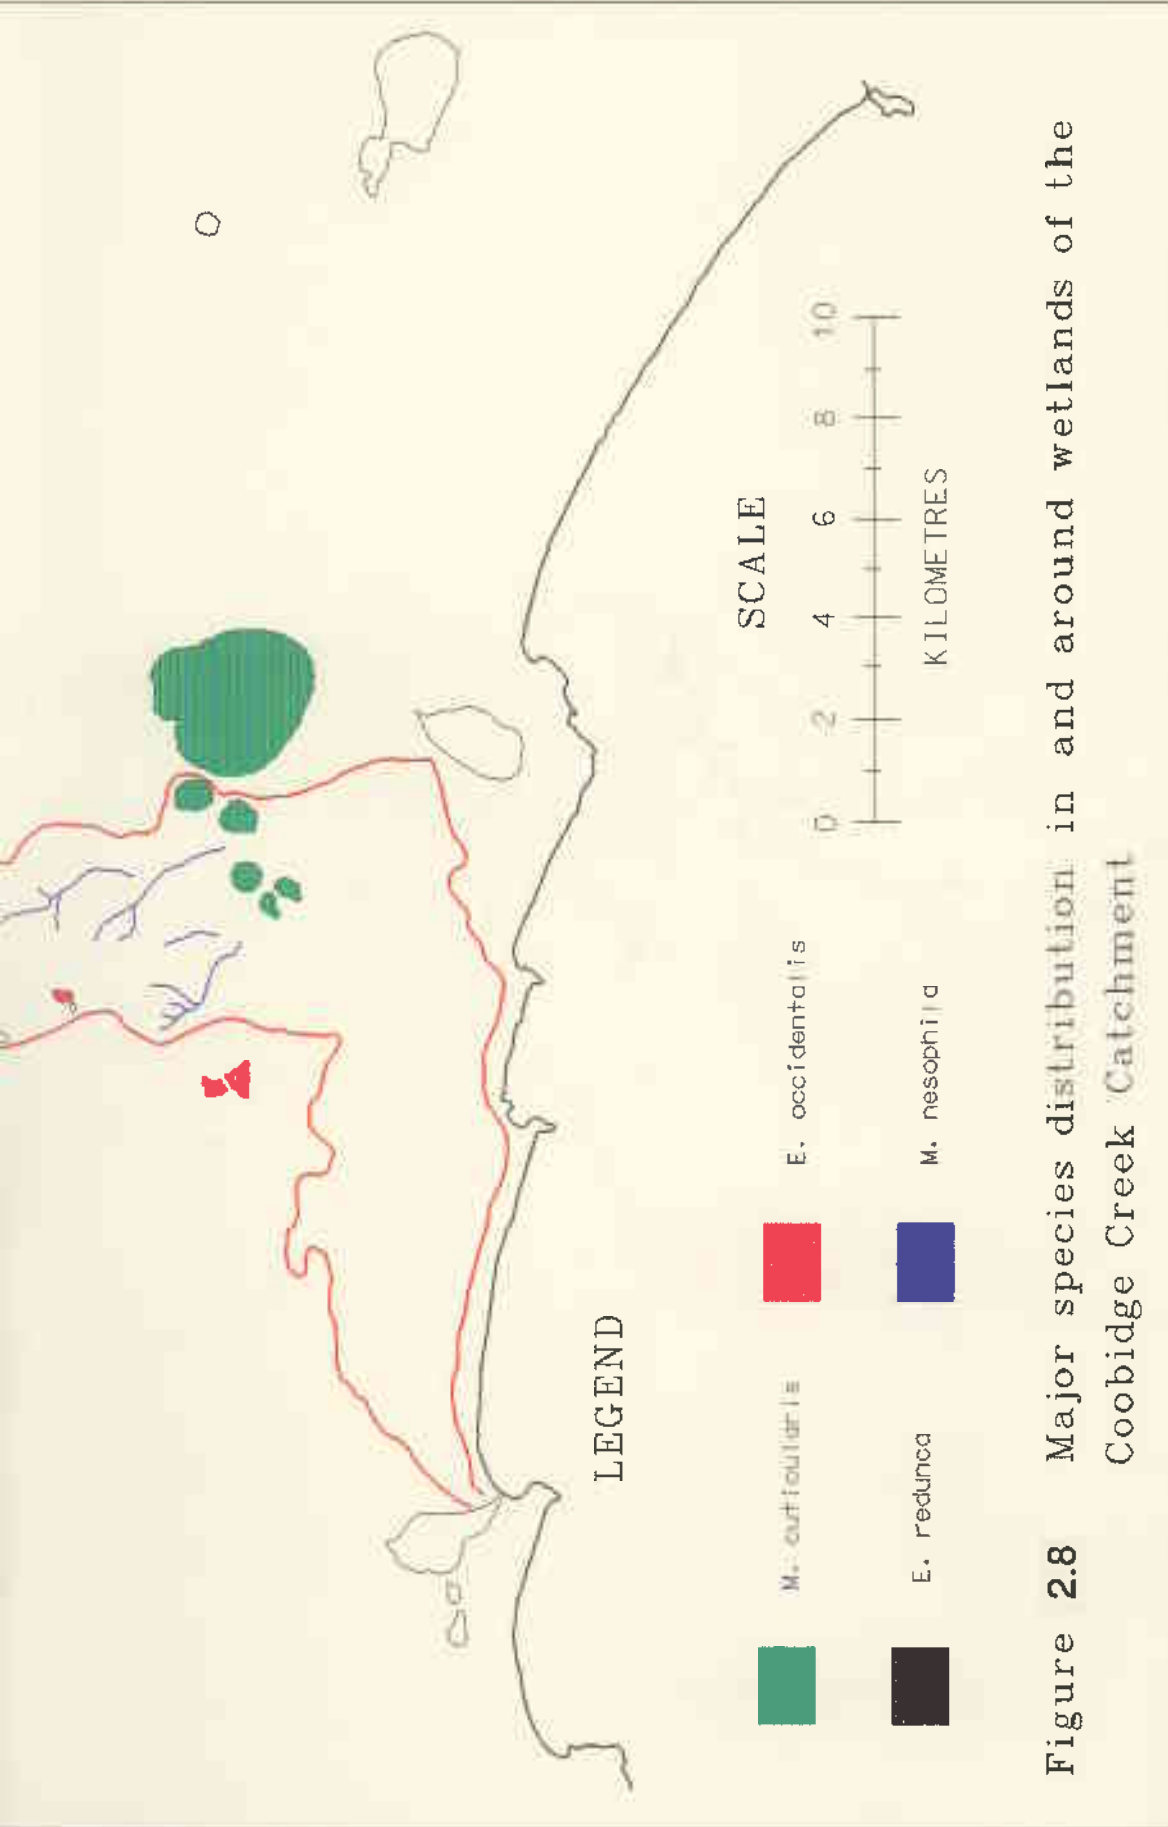 SCALE
0 2 4 6 8 10
KILOMETRES
LEGEND
M. cuticularis
E. occidentalis
E. redunca
M. nesophila
Figure 2.8 Major species distribution in and around wetlands of the
Coobidge Creek Catchment